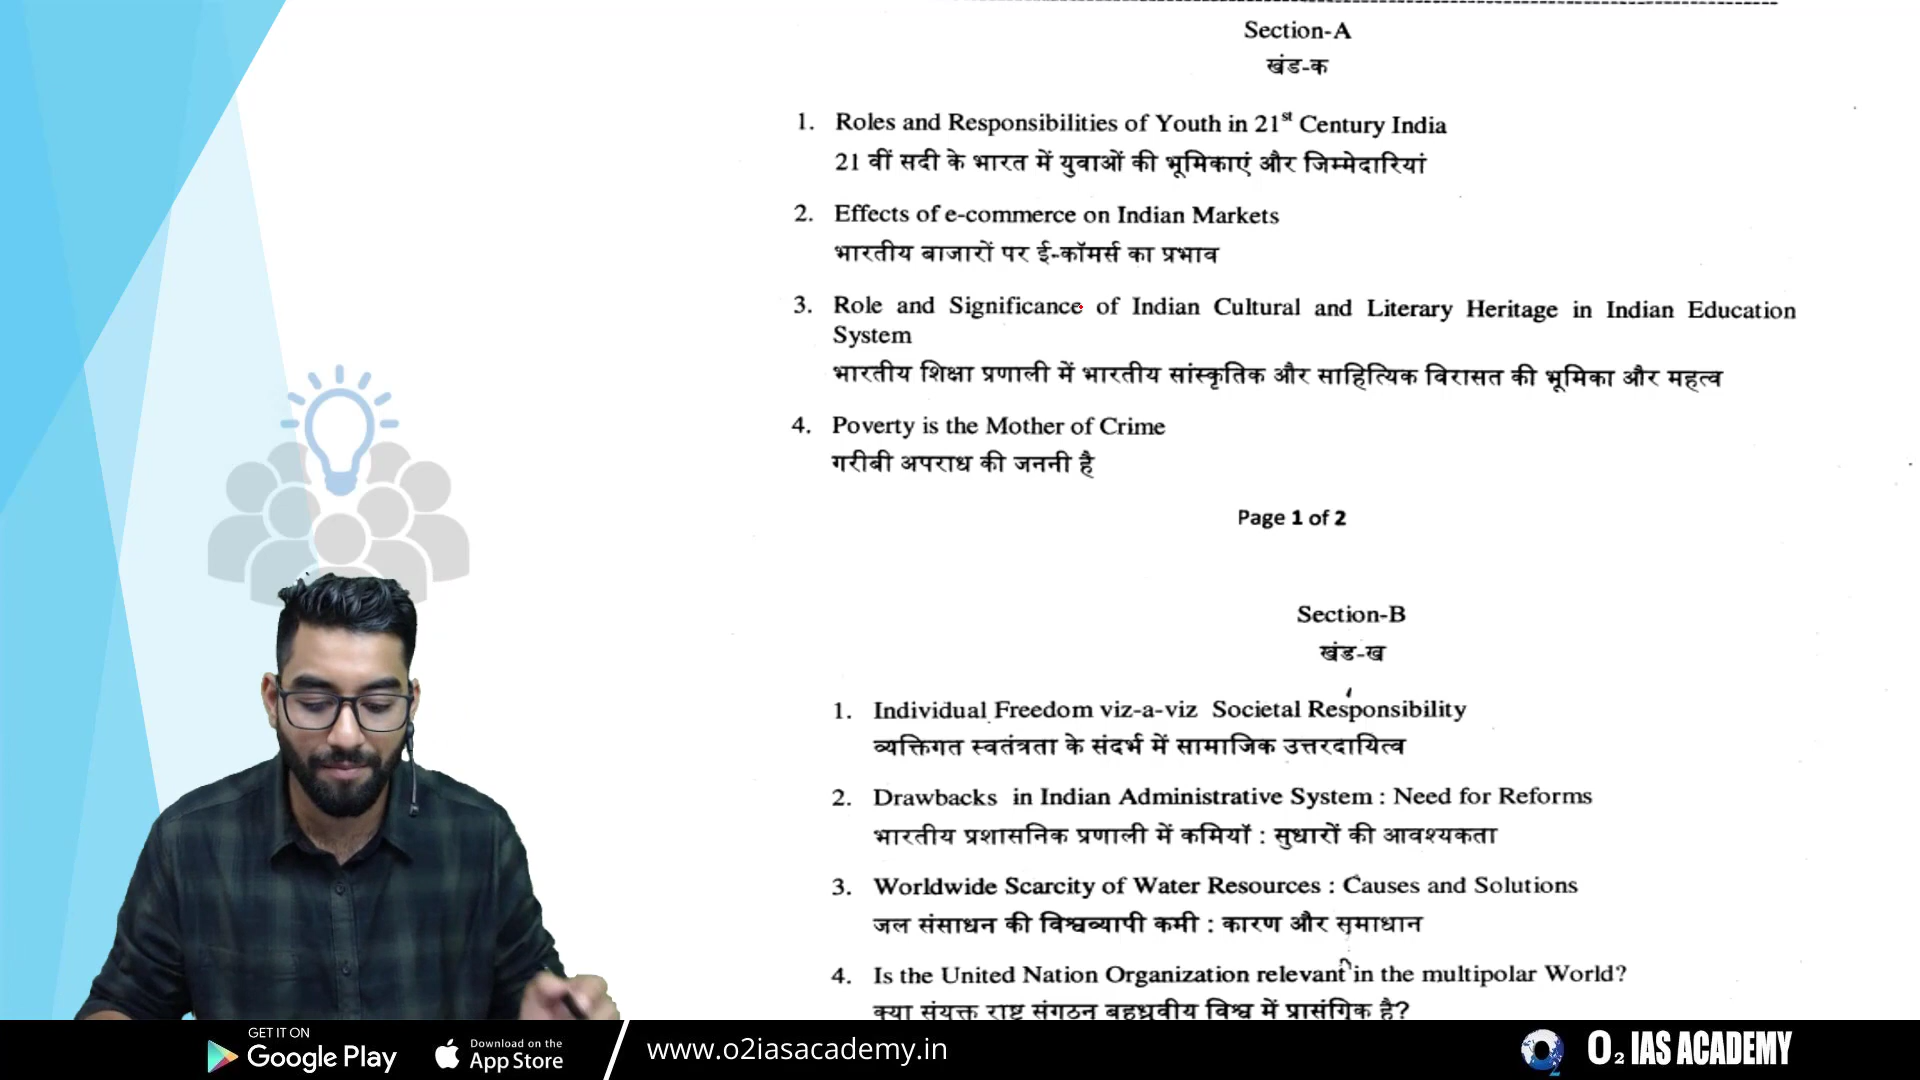 Section-A
खंड-क
1. Roles and Responsibilities of Youth in 21st Century India
21 वीं सदी के भारत में युवाओं की भूमिकाएं और जिम्मेदारियां
2. Effects of e-commerce on Indian Markets
भारतीय बाजारों पर ई-कॉमर्स का प्रभाव
3. Role and Significance of Indian Cultural and Literary Heritage in Indian Education
System
भारतीय शिक्षा प्रणाली में भारतीय सांस्कृतिक और साहित्यिक विरासत की भूमिका और महत्व
4. Poverty is the Mother of Crime
गरीबी अपराध की जननी है
Page 1 of 2
Section-B
खंड-ख
1. Individual Freedom viz-a-viz Societal Responsibility
व्यक्तिगत स्वतंत्रता के संदर्भ में सामाजिक उत्तरदायित्व
2. Drawbacks in Indian Administrative System : Need for Reforms
भारतीय प्रशासनिक प्रणाली में कमियाॅ : सुधारों की आवश्यकता
3. Worldwide Scarcity of Water Resources : Causes and Solutions
जल संसाधन की विश्वव्यापी कमी : कारण और समाधान
4. Is the United Nation Organization relevant in the multipolar World?
क्या संयुक्त राष्ट्र संगठन बहुध्रुवीय विश्व में प्रासंगिक है?
GET IT ON
Google Play
Download on the
App Store
www.o2iasacademy.in
O2 IAS ACADEMY